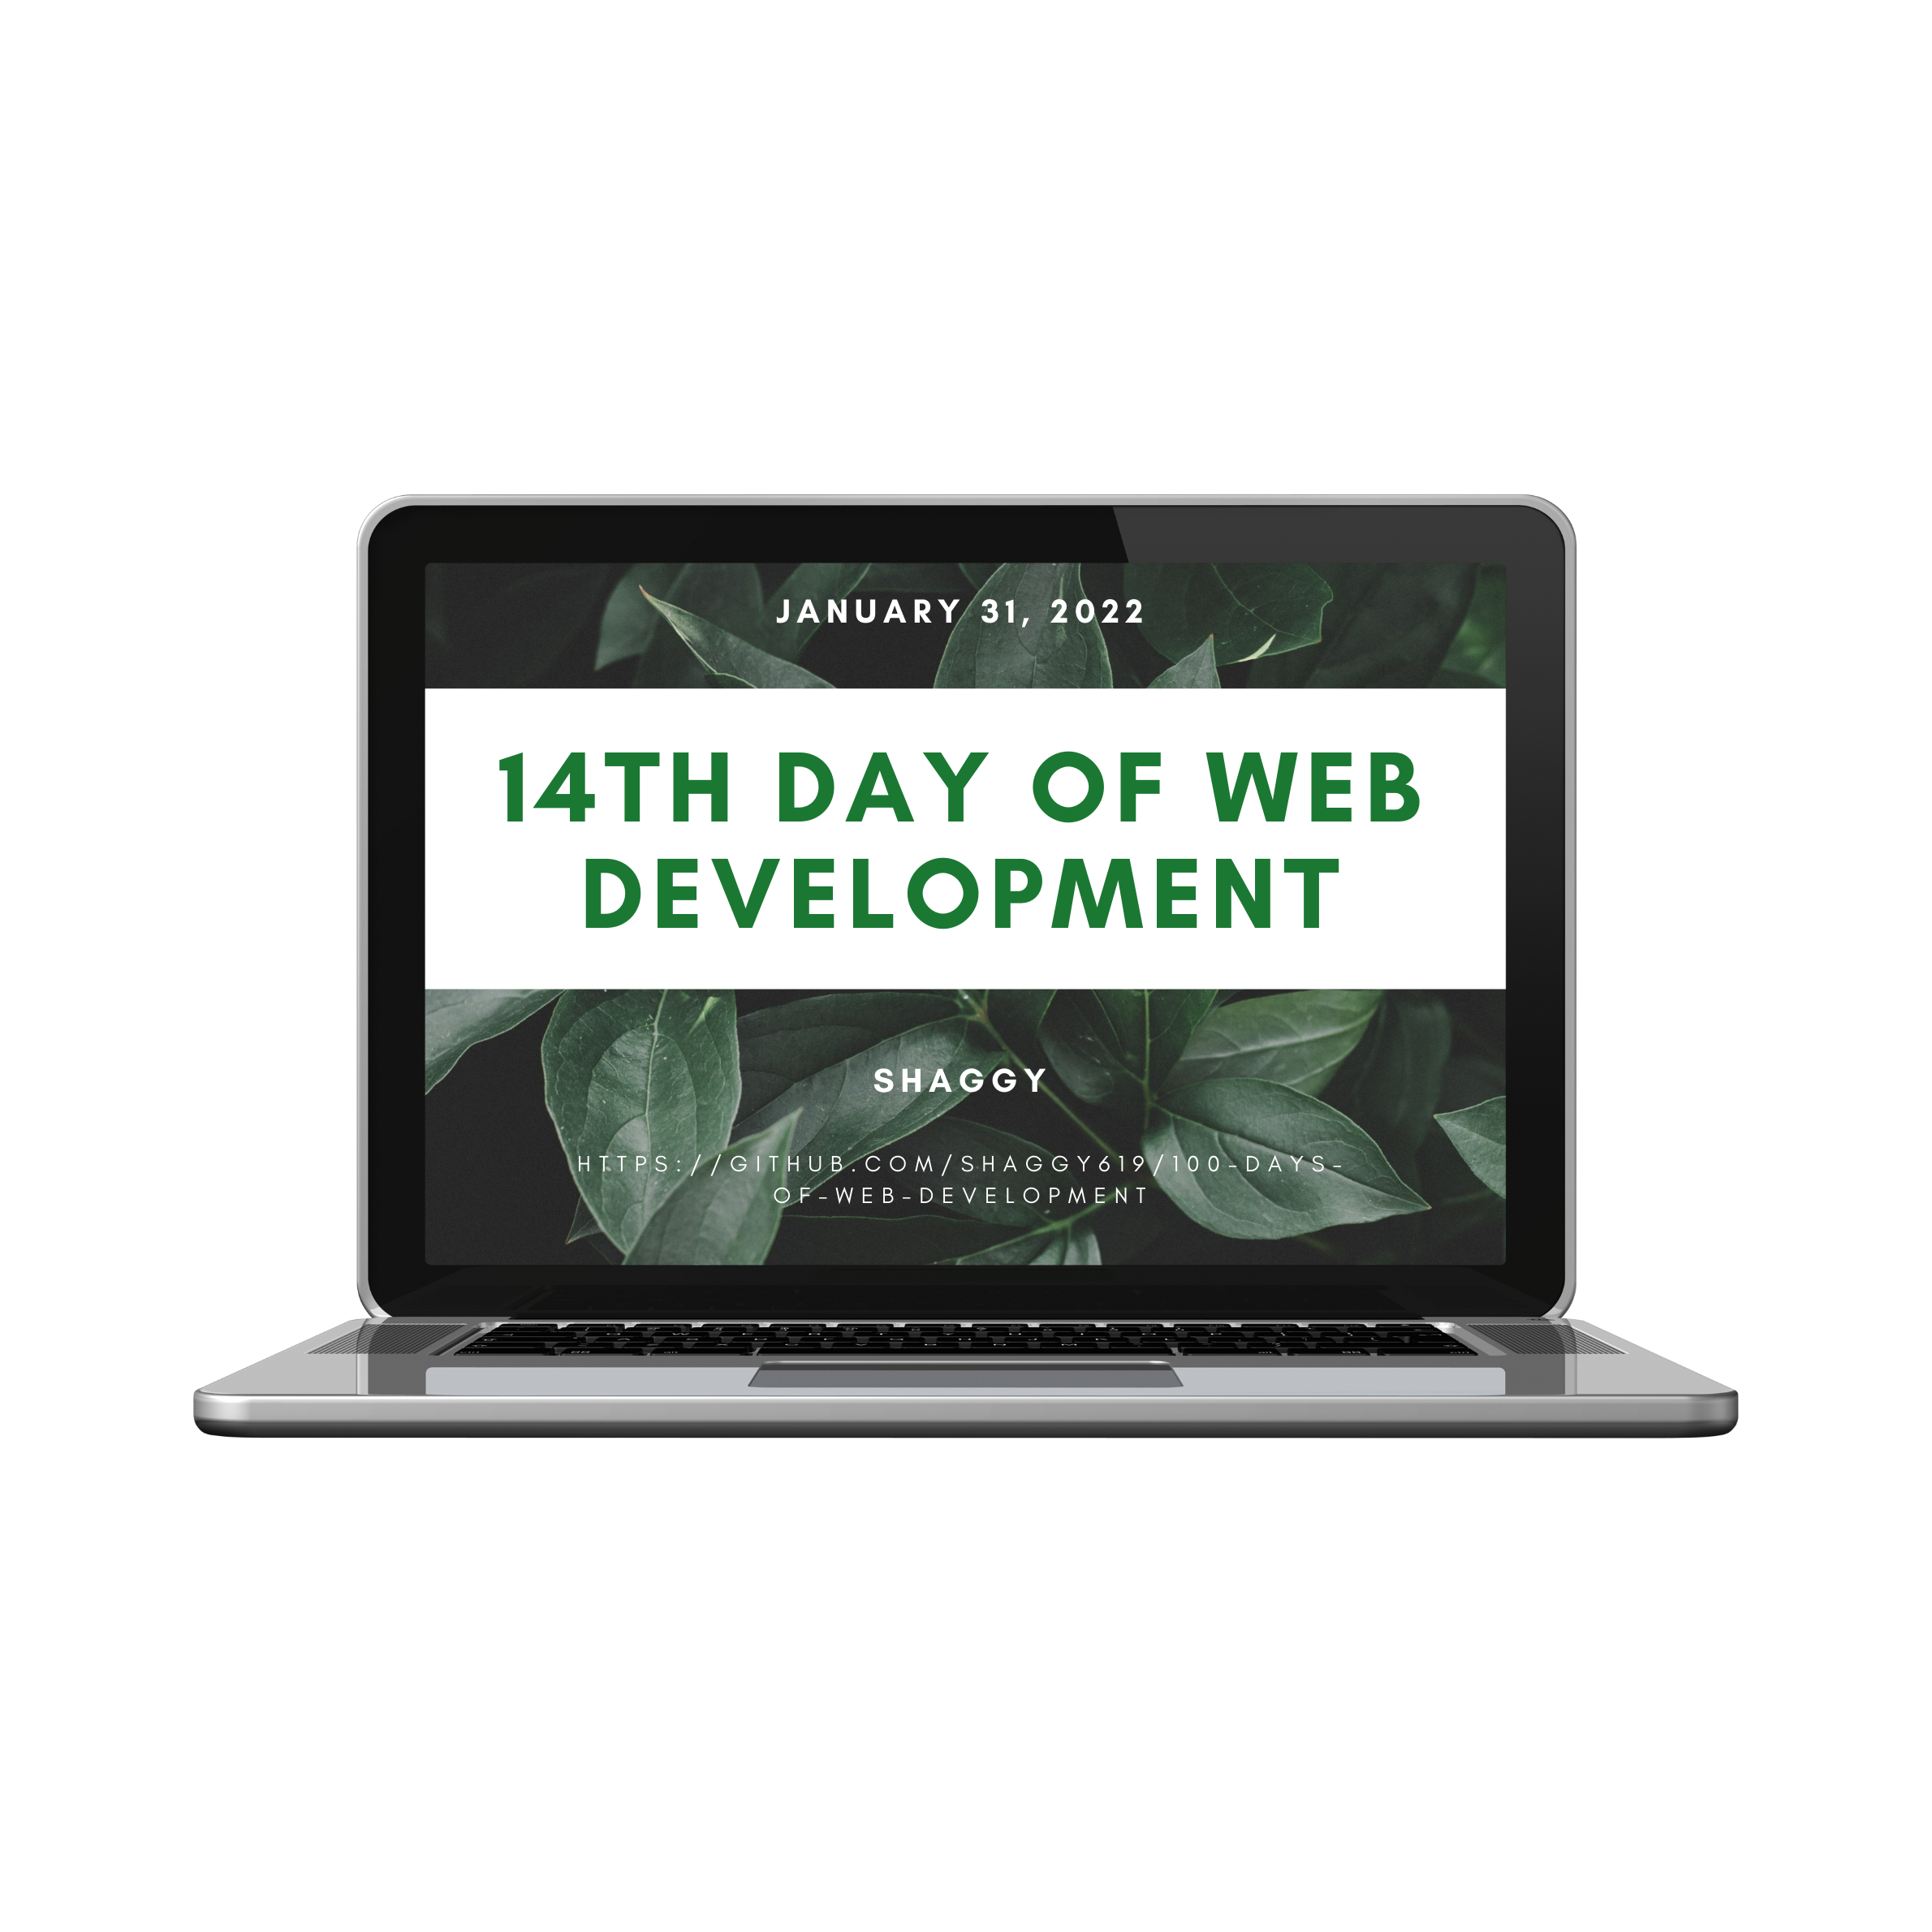 JANUARY 31, 2022
14TH DAY OF WEB
DEVELOPMENT
SHAGGY
HTTPS://GITHUB.COM/SHAGGY619/100-DAYS-
OF-WEB-DEVELOPMENT